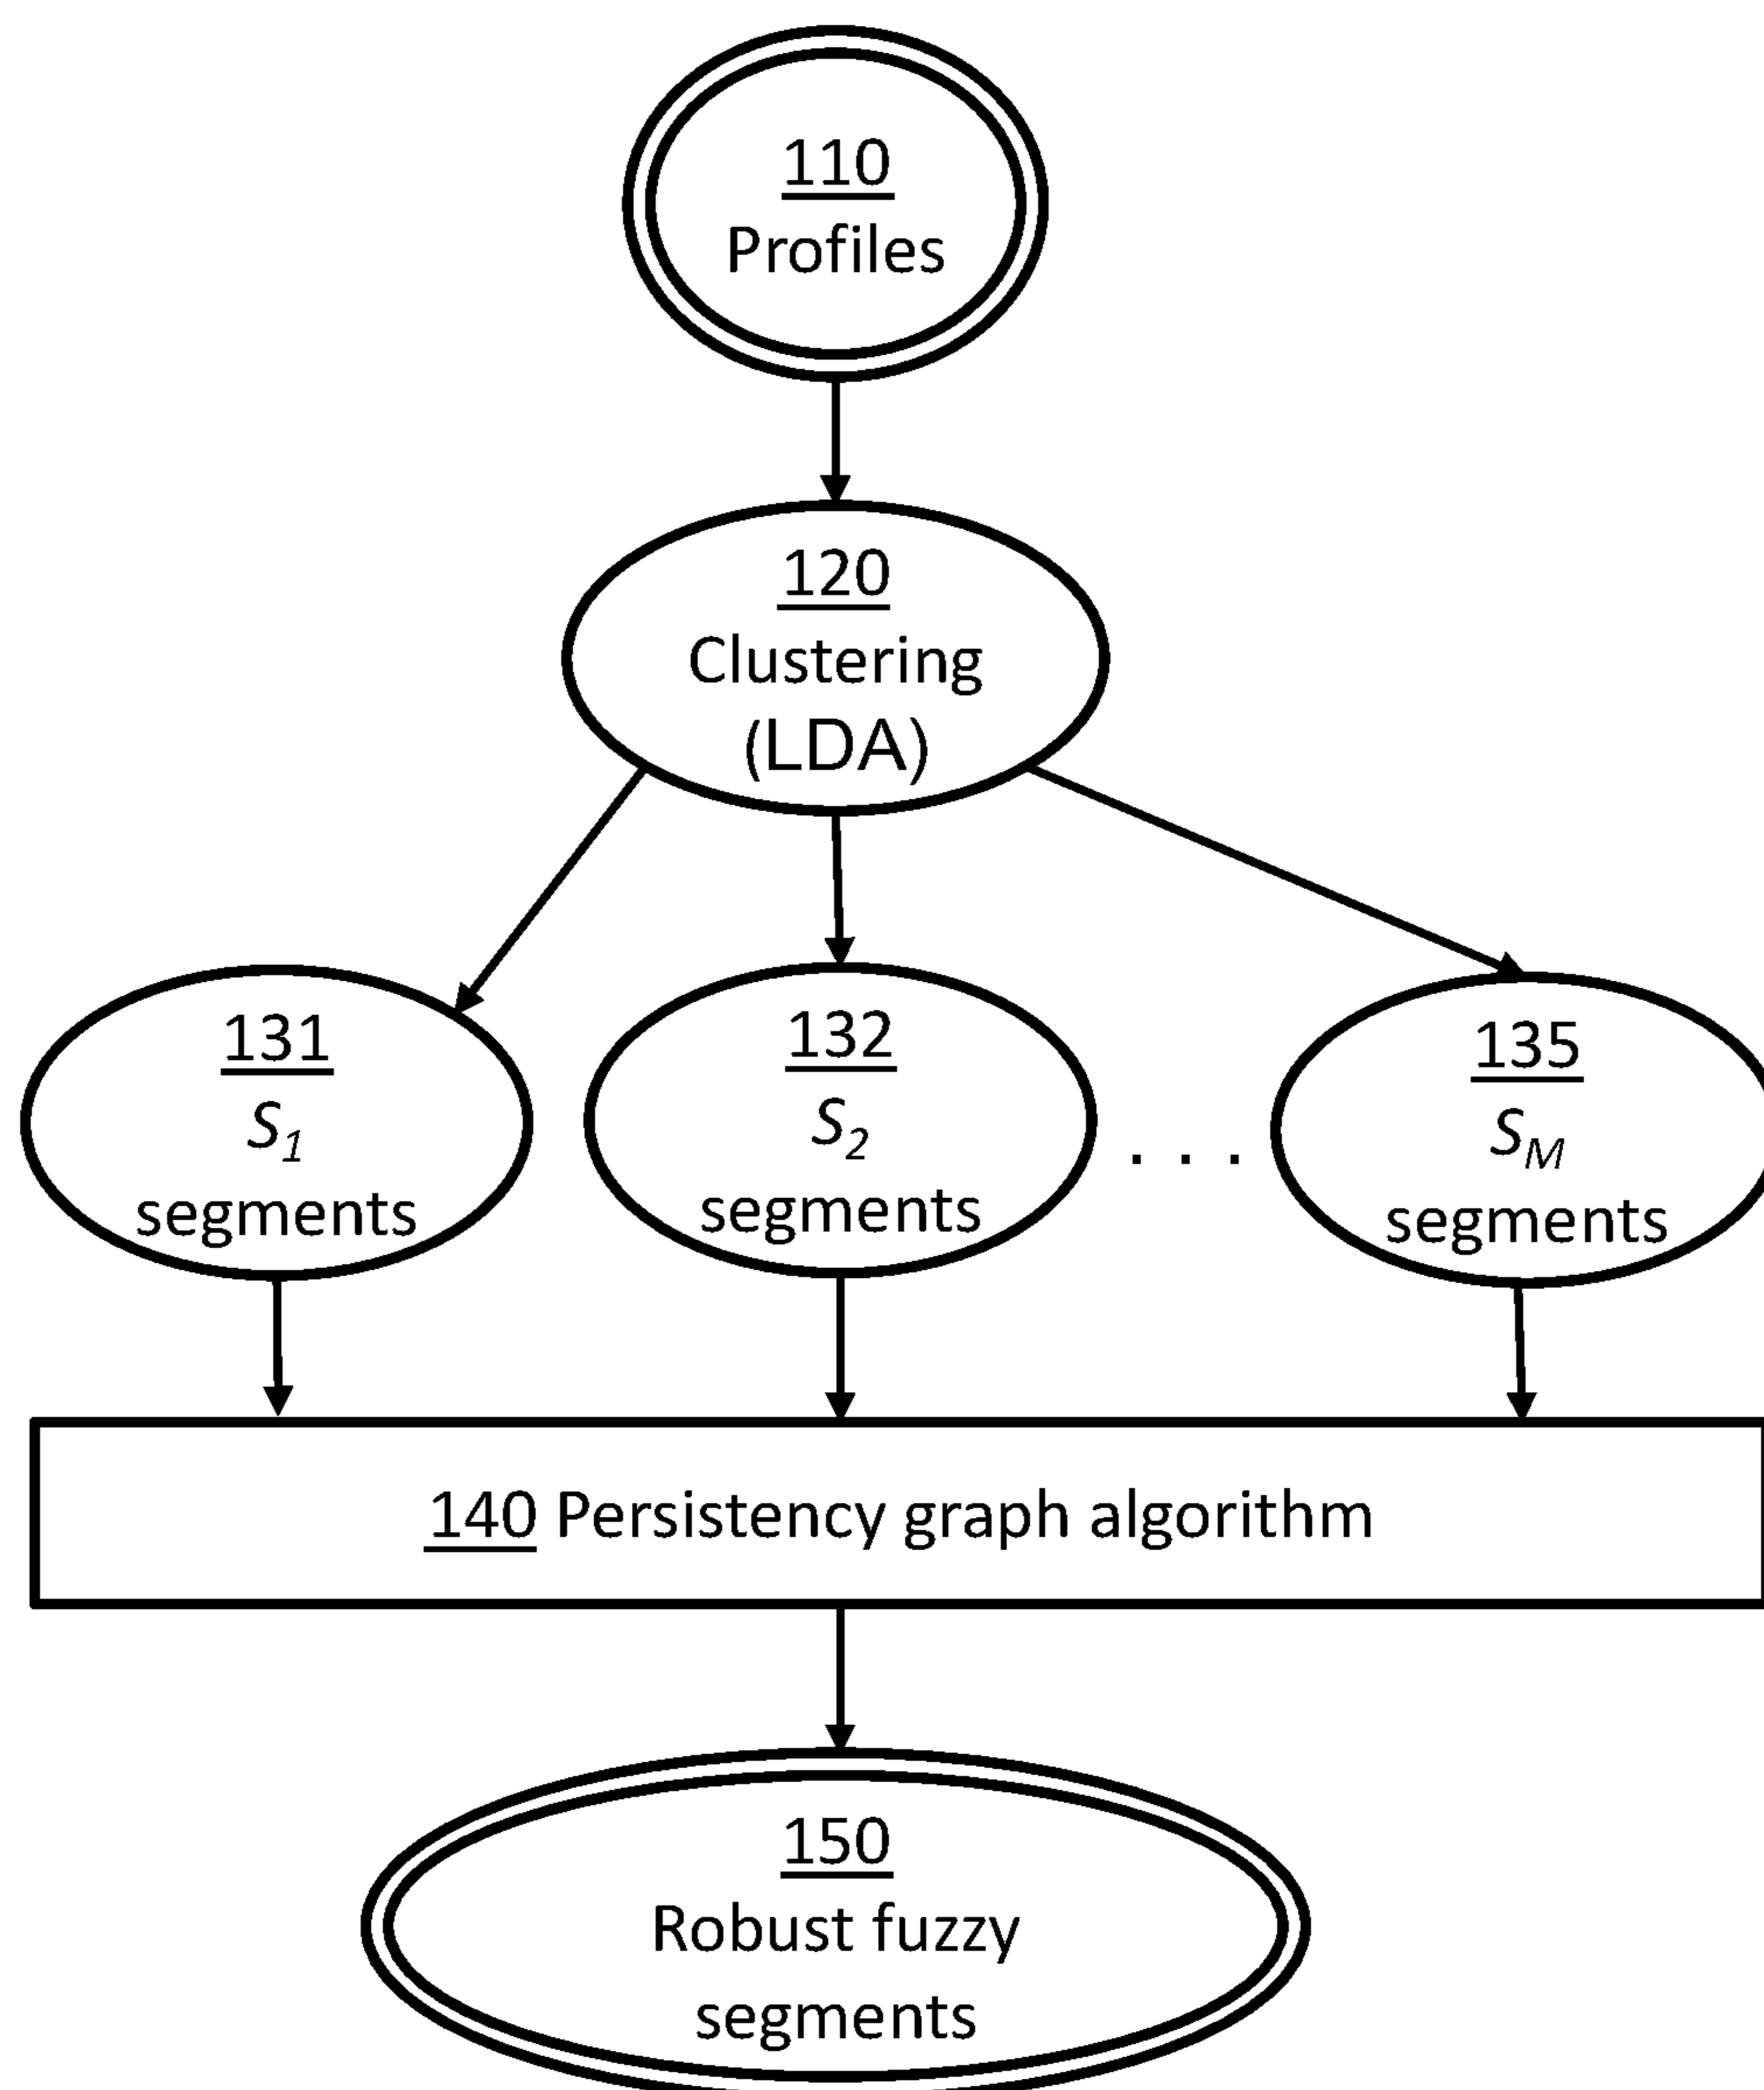 110
Profiles
120
Clustering
(LDA)
131
S1
segments
132
S2
segments
. . .
135
SM
segments
140 Persistency graph algorithm
150
Robust fuzzy
segments